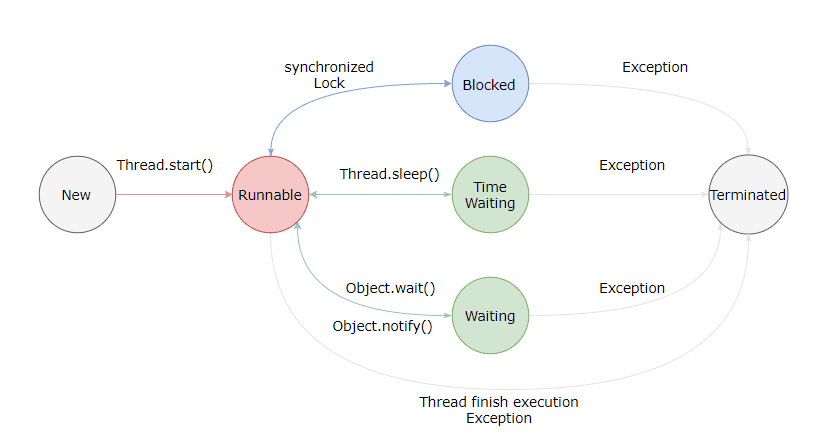 synchronized
Lock
Blocked
Exception
Thread.start()
New
Runnable
Thread.sleep()
Time
Waiting
Exception
Terminated
Object.wait()
Object.notify()
Waiting
Exception
Thread finish execution
Exception